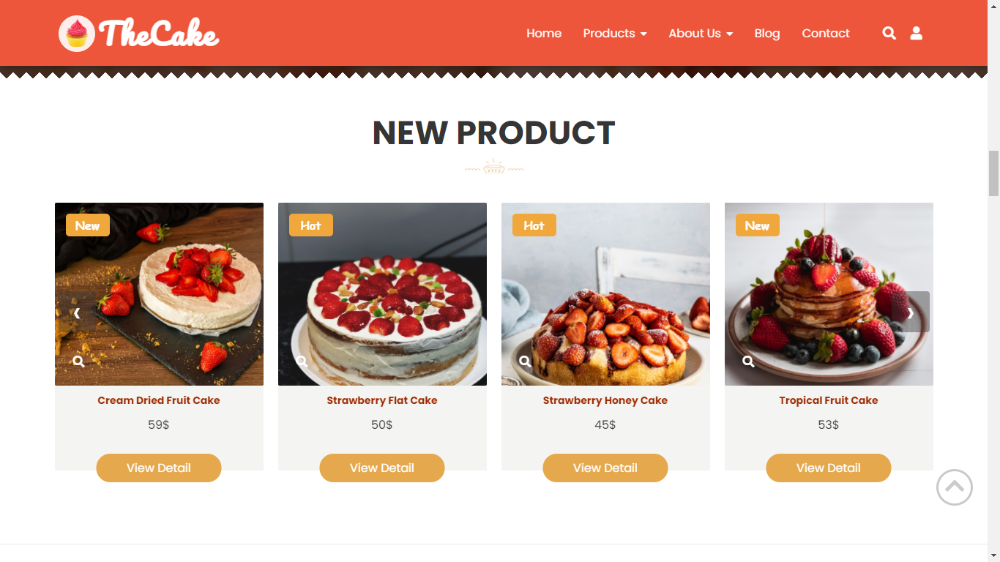 TheCake
Home Products About Us Blog Contact
NEW PRODUCT
New
Hot
Hot
New
Cream Dried Fruit Cake
Strawberry Flat Cake
Strawberry Honey Cake
Tropical Fruit Cake
59$
50$
45$
53$
View Detail
View Detail
View Detail
View Detail